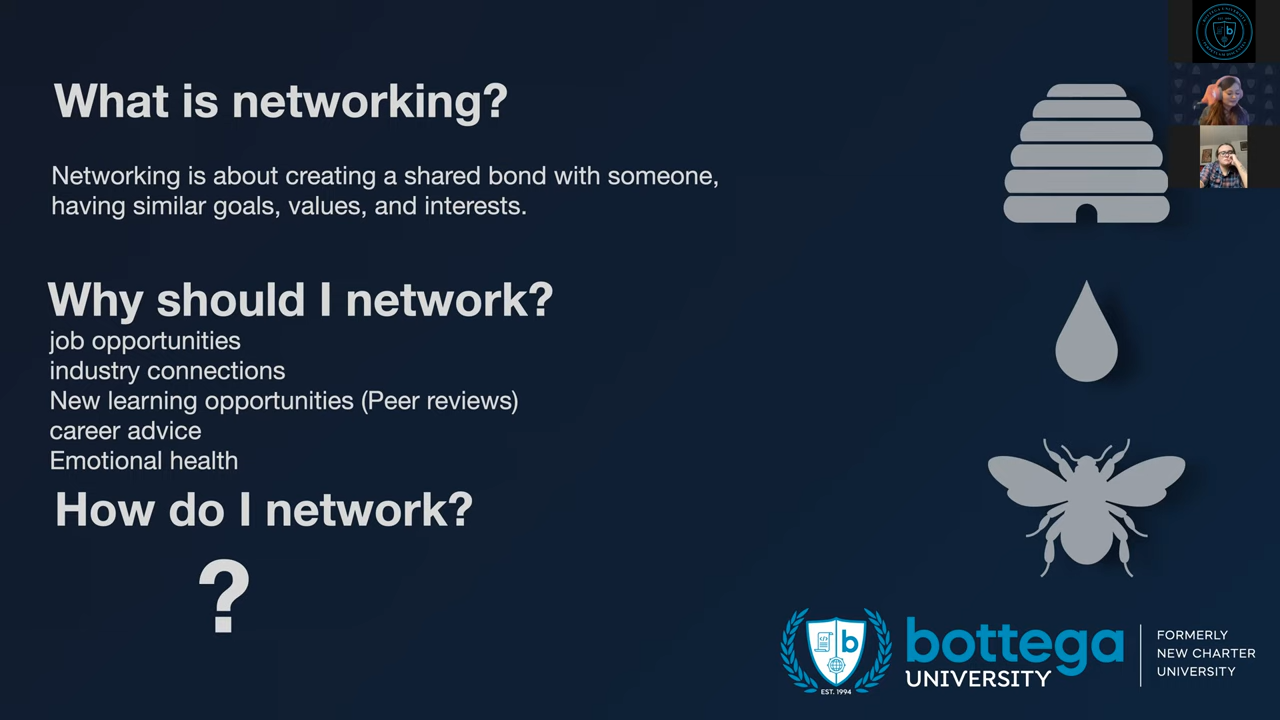 What is networking?
Networking is about creating a shared bond with someone,
having similar goals, values, and interests.
Why should I network?
job opportunities
industry connections
New learning opportunities (Peer reviews)
career advice
Emotional health
How do I network?
?
b
EST. 1994
bottega
UNIVERSITY
FORMERLY
NEW CHARTER
UNIVERSITY